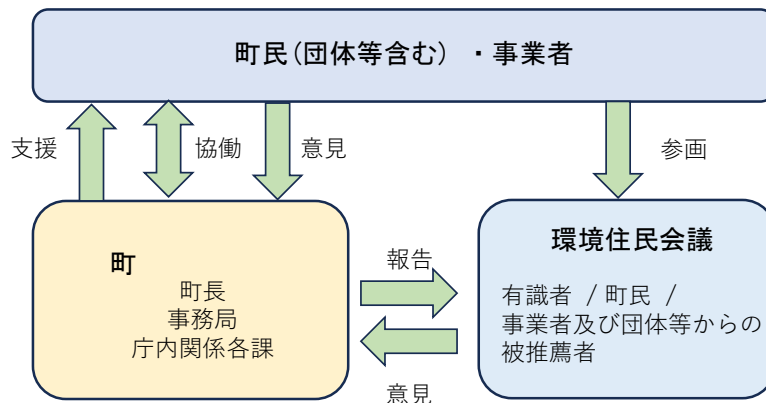 町民(団体等含む) ・事業者
支援
協働
意見
参画
町
町長
事務局
庁内関係各課
報告
意見
環境住民会議
有識者 / 町民 /
事業者及び団体等からの
被推薦者